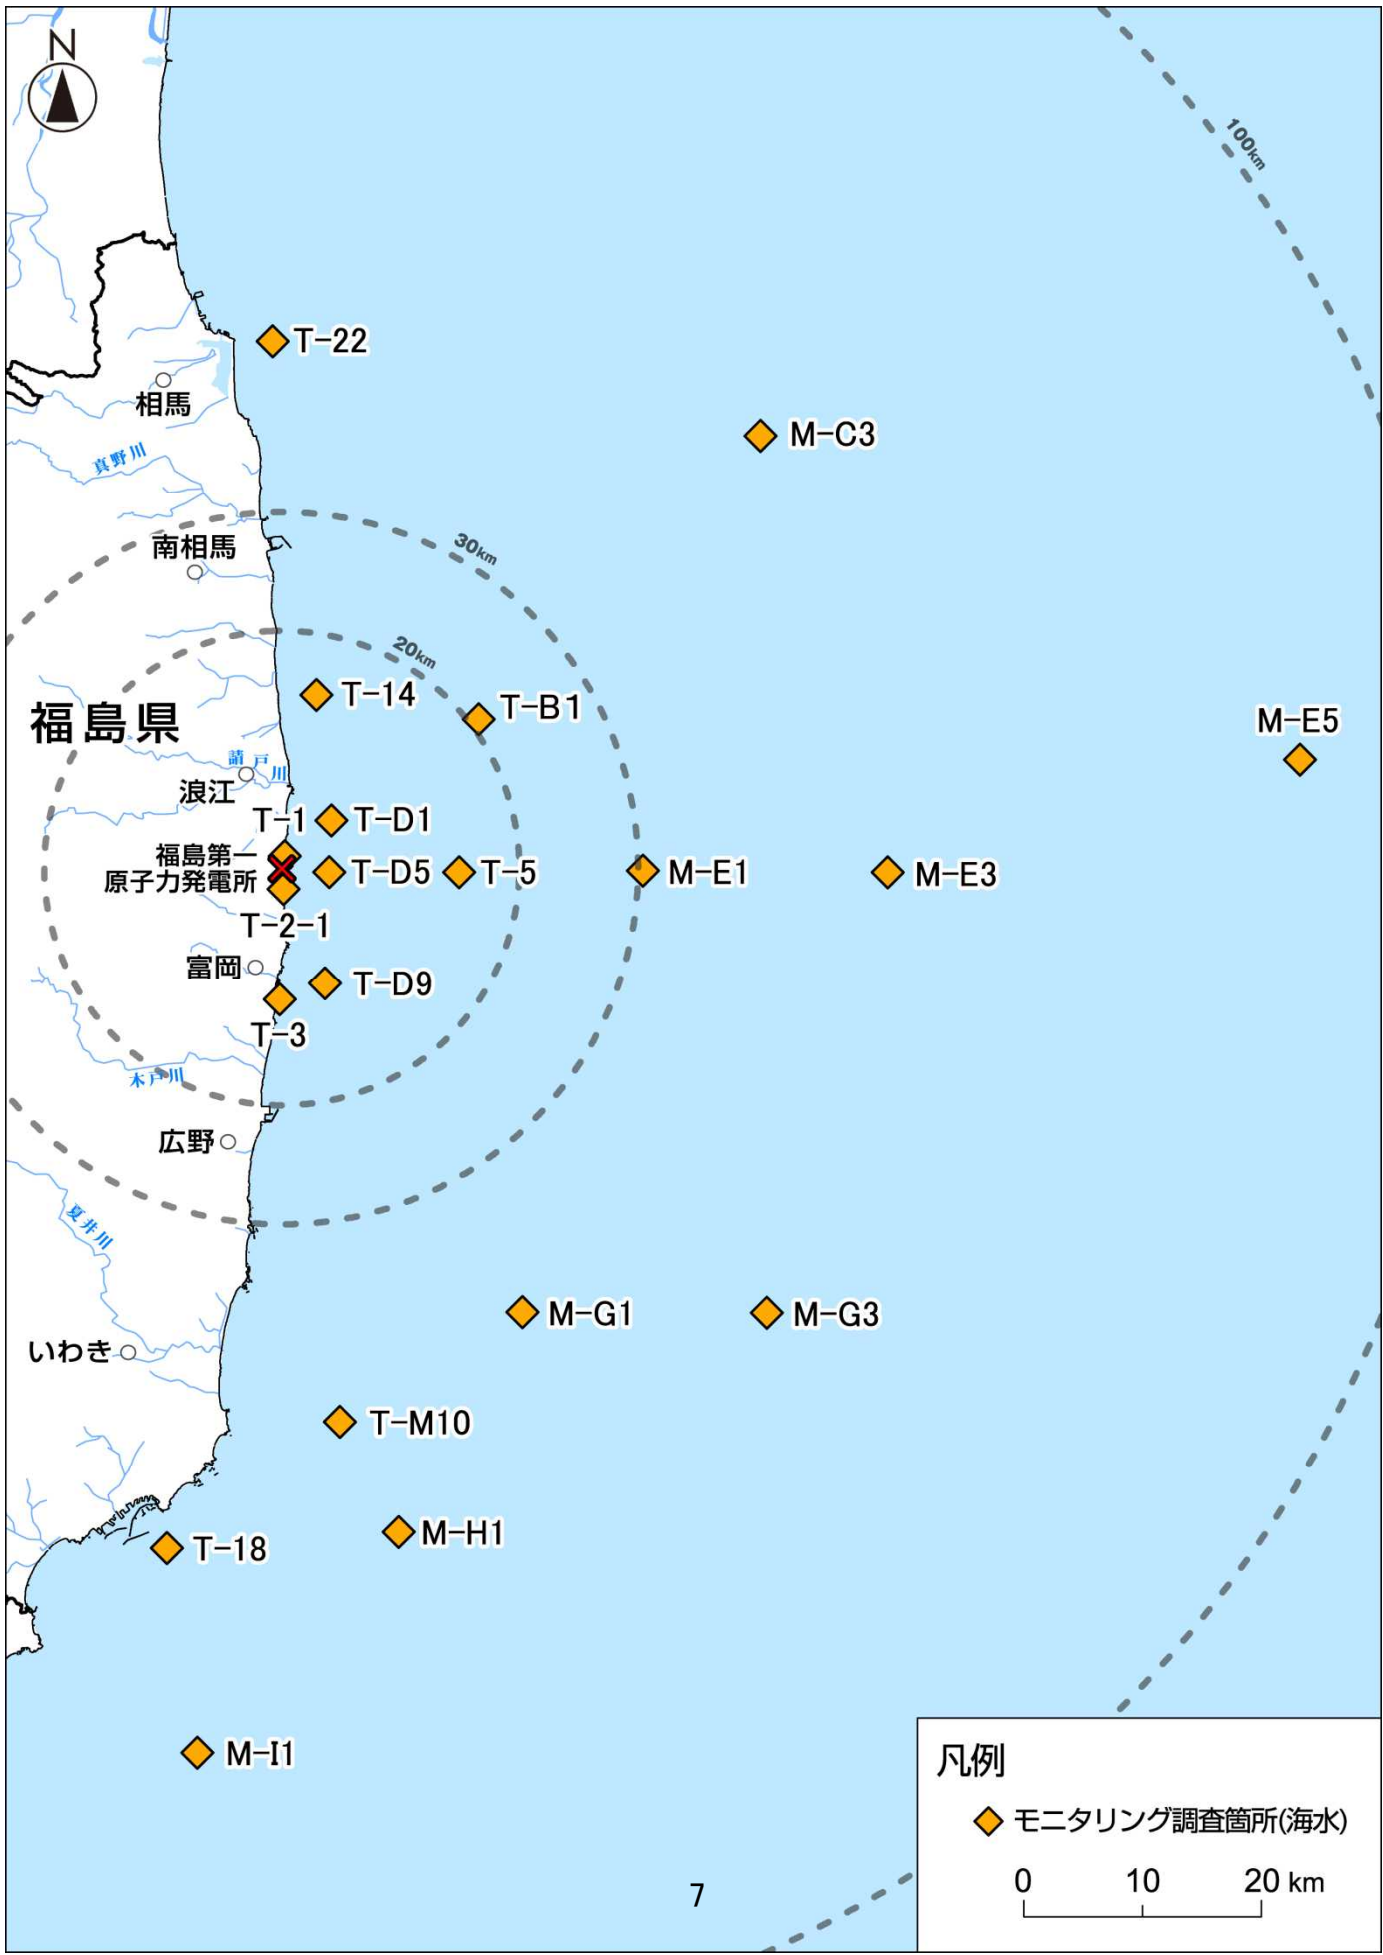 N
100km
T-22
相馬
M-C3
真野川
30km
南相馬
20km
T-14
T-B1
福島県
M-E5
請戸川
浪江
T-1
T-D1
福島第一
原子力発電所
T-D5
T-5
M-E1
M-E3
T-2-1
富岡
T-D9
T-3
木戸川
広野
夏井川
M-G1
M-G3
いわき
T-M10
M-H1
T-18
M-I1
凡例
モニタリング調査箇所(海水)
0 10 20 km
7